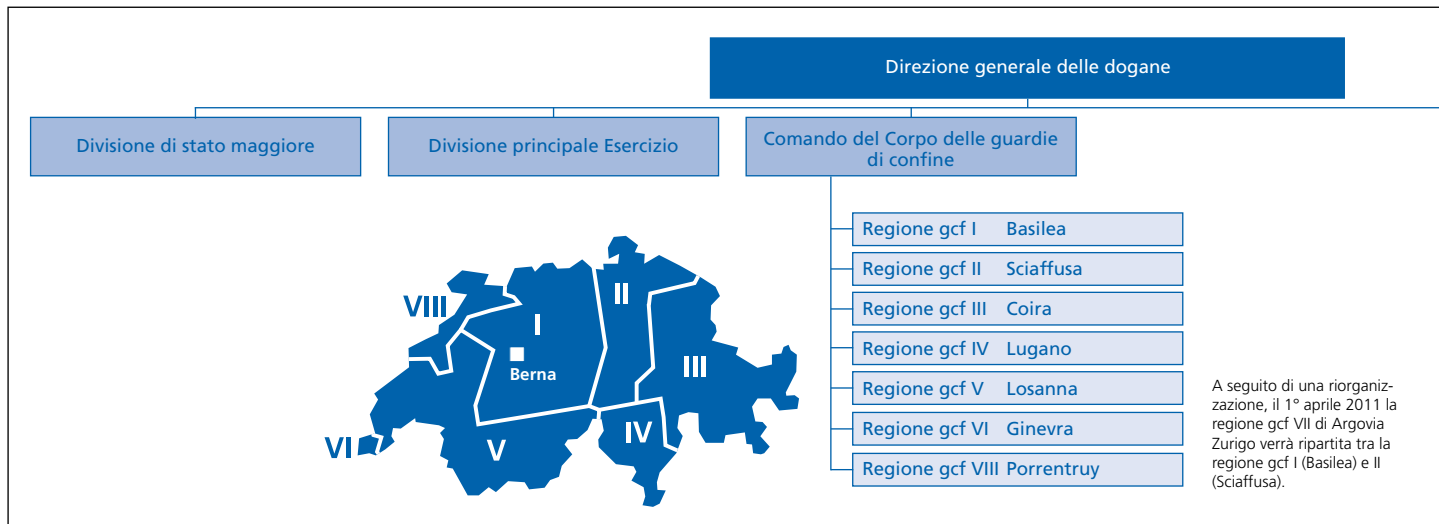 Direzione generale delle dogane
Divisione di stato maggiore
Divisione principale Esercizio
Comando del Corpo delle guardie
di confine
Regione gcf I Basilea
Regione gcf II Sciaffusa
Regione gcf III Coira
Regione gcf IV Lugano
Regione gcf V Losanna
Regione gcf VI Ginevra
Regione gcf VIII Porrentruy
VIII
I
II
III
Berna
IV
V
VI
A seguito di una riorganiz-
zazione, il 1° aprile 2011 la
regione gcf VII di Argovia
Zurigo verrà ripartita tra la
regione gcf I (Basilea) e II
(Sciaffusa).